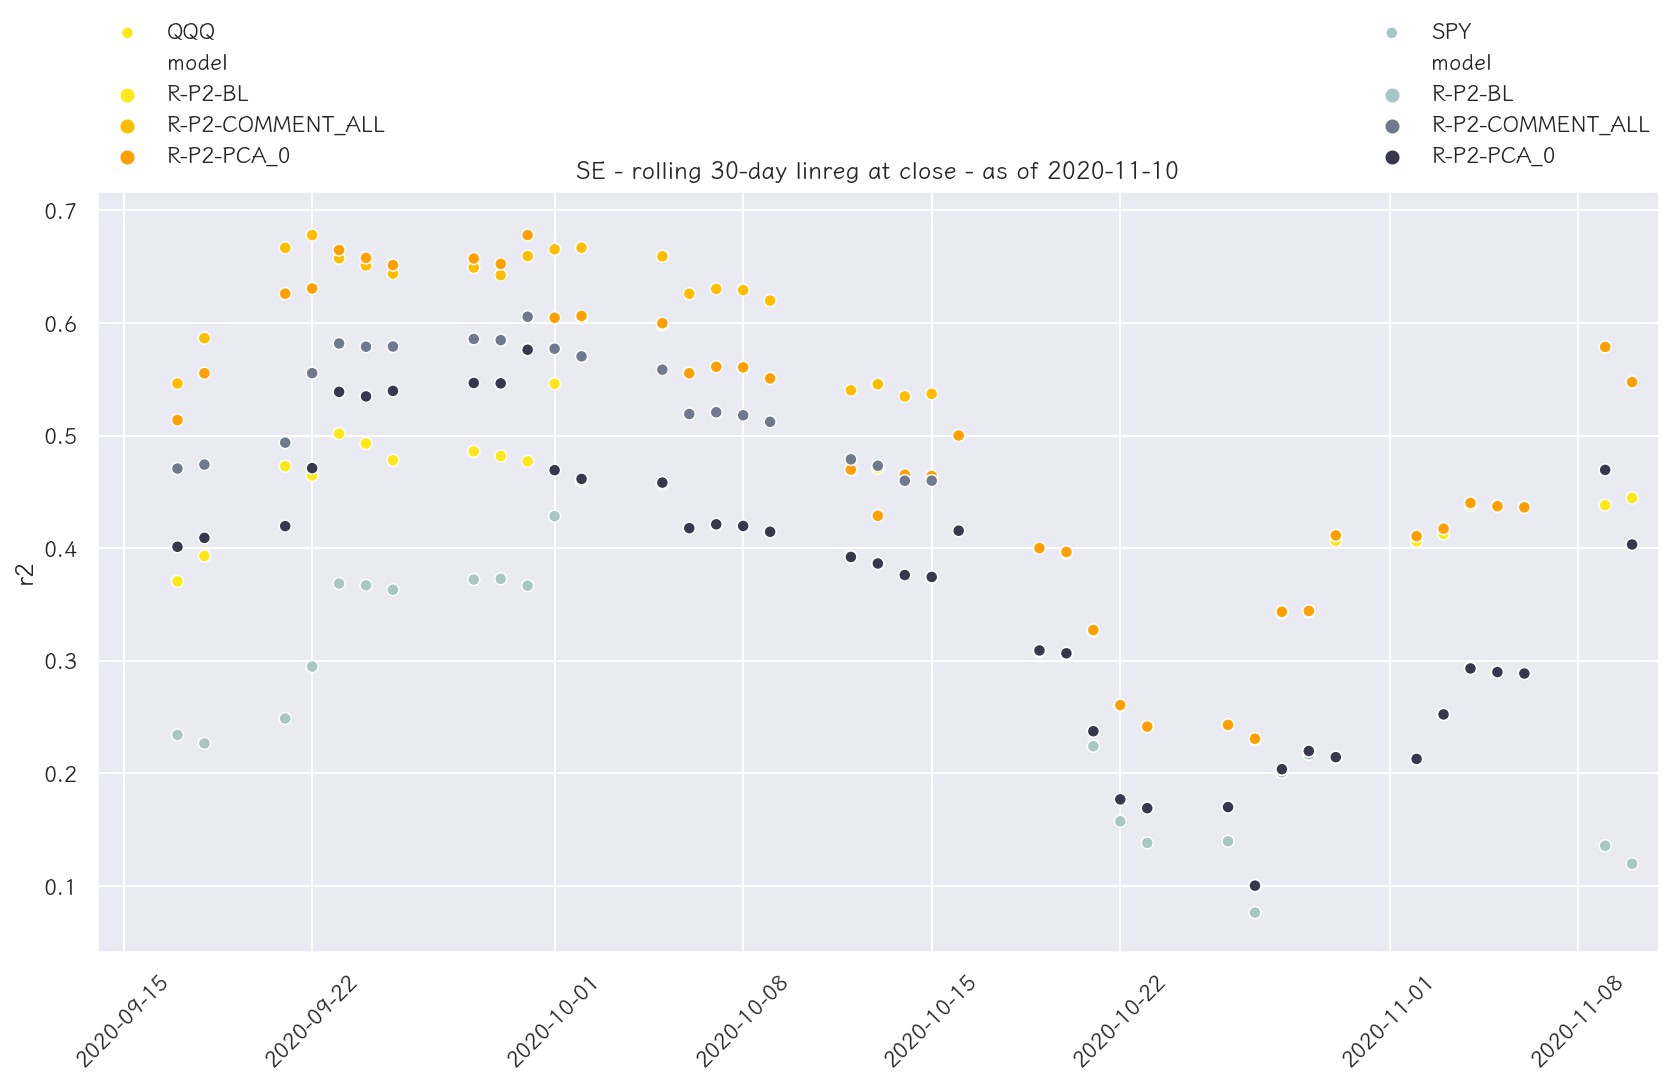 QQQ
model
R-P2-BL
R-P2-COMMENT_ALL
R-P2-PCA_0
SPY
model
R-P2-BL
R-P2-COMMENT_ALL
R-P2-PCA_0
SE - rolling 30-day linreg at close - as of 2020-11-10
0.7
0.6
0.5
0.4
0.3
0.2
0.1
r2
2020-09-15
2020-09-22
2020-10-01
2020-10-08
2020-10-15
2020-10-22
2020-11-01
2020-11-08